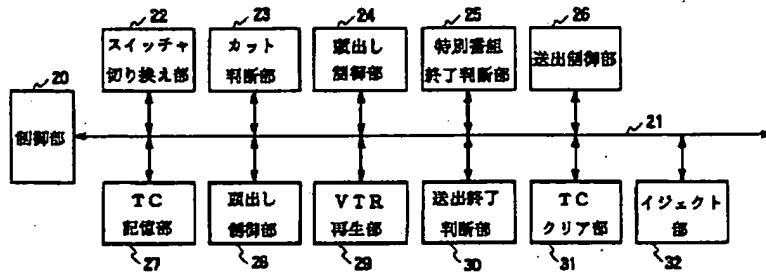 22
23
24
25
26
スイッチャ
切り換え部
カット
判断部
頭出し
制御部
特別番組
終了判断部
送出制御部
20
制御部
21
TC
記憶部
頭出し
制御部
VTR
再生部
送出終了
判断部
TC
クリア部
イジェクト
部
27
28
29
30
31
32